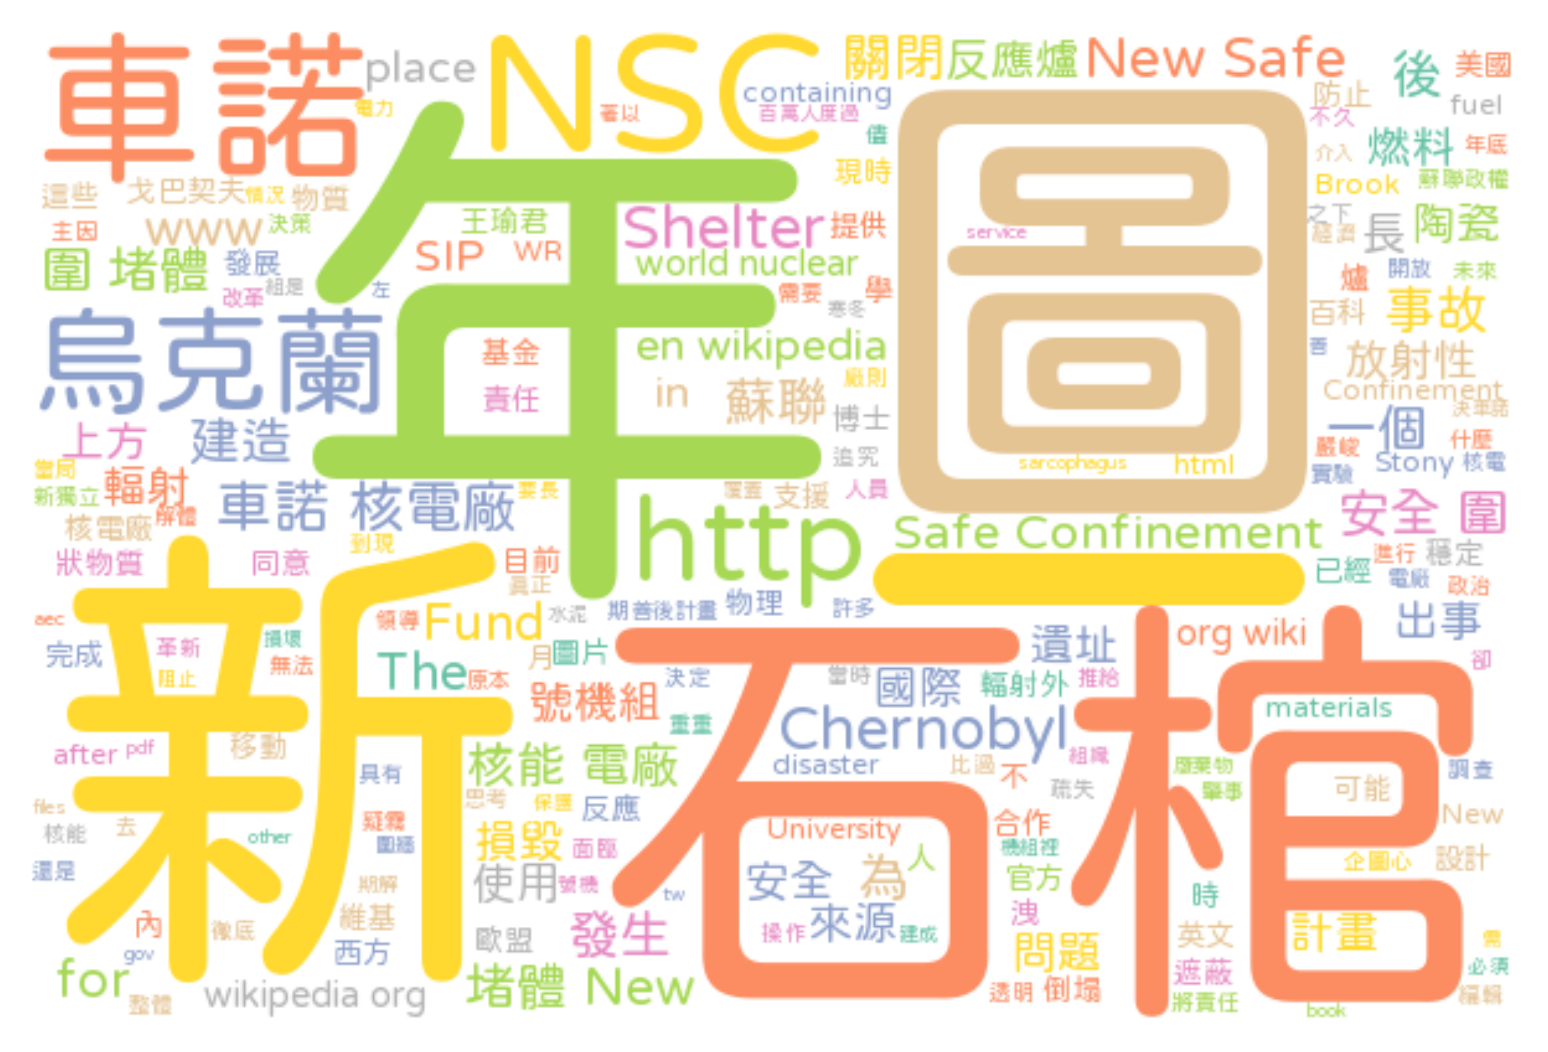 車諾
place
電力
NSC
著以
containing
百萬人度過
關閉
反應爐
New Safe
防止
不久
後
美國
fuel
年
圖
儘
現時
介入
燃料
年底
Brook
蘇聯政權
這些
戈巴契夫
情況
物質
主因
www
決策
王瑜君
SIP
WR
Shelter
提供
world nuclear
service
之下
經濟
長
陶瓷
圍 堵體
發展
改革
組是
左
需要
學
寒冬
爐
開放
未來
百科
事故
烏克蘭
基金
責任
en wikipedia
in
蘇聯
嚴則
博士
追究
放射性
Confinement
上方
建造
一個
決車諾
什麼
嚴峻
實驗
Stony
核電
sarcophagus
html
當局
新獨立
輻射
解體
核電廠
車諾 核電廠
要長
覆蓋
支援
人員
安全 圍
到現
http
Safe Confinement
狀物質
同意
目前
真正
一
已經
進行
穩定
電廠
政治
新
石棺
aec
完成
革新
阻止
損壞
無法
領導
Fund
水泥
期善後計畫
物理
許多
遺址
org wiki
出事
卻
The
原本
月
圖片
決定
當時
國際
輻射外
推給
號機組
重重
Chernobyl
組織
materials
after
pdf
移動
具有
核能 電廠
disaster
比過
不
疏失
廢棄物
肇事
可能
調查
files
核能
去
other
疑霧
圍牆
思考
保護
反應
損毀
面臨
University
合作
機組裡
New
還是
期解
使用
號機
tw
安全
為
人
官方
時
企圖心
設計
內
gov
徹底
維基
西方
歐盟
發生
操作
來源
建成
洩
問題
英文
遮蔽
計畫
需
必須
for
整體
wikipedia org
堵體 New
透明
倒塌
將責任
book
編輯